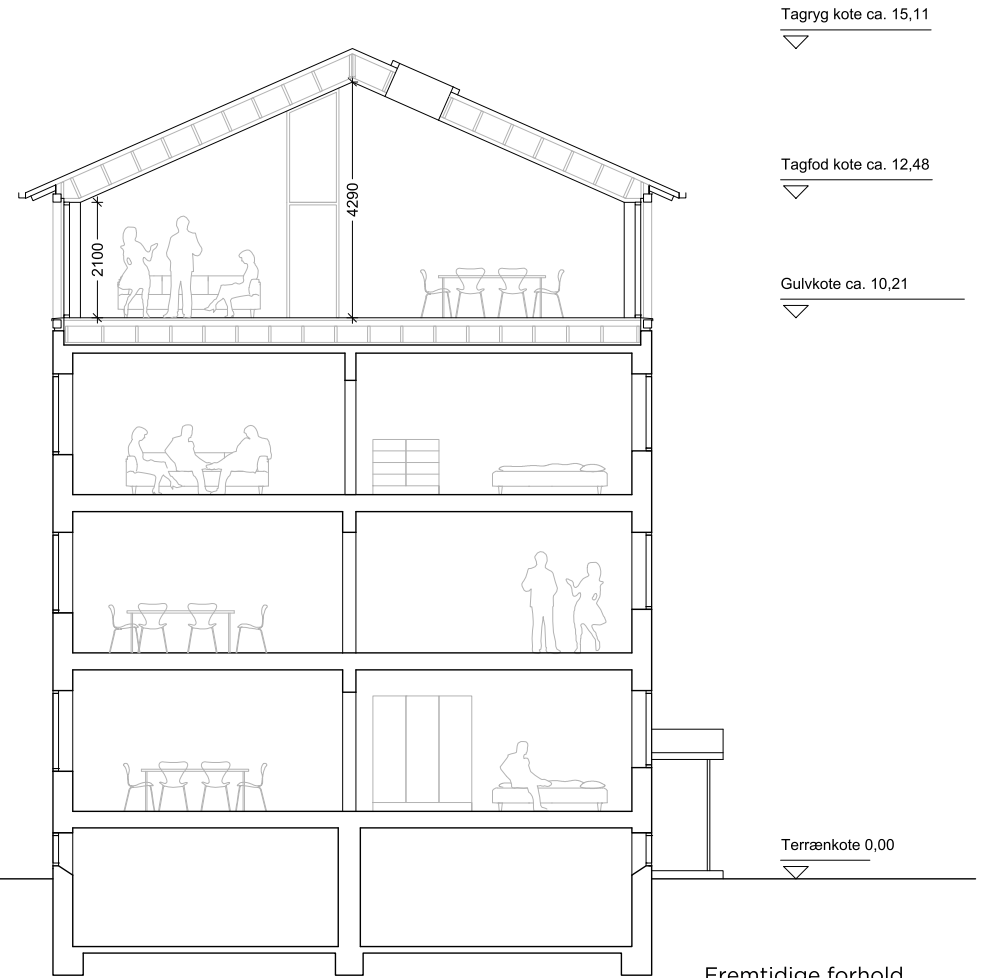 Tagryg kote ca. 15,11
Tagfod kote ca. 12,48
4290
2100
Gulvkote ca. 10,21
Terrænkote 0,00
Fremtidige forhold